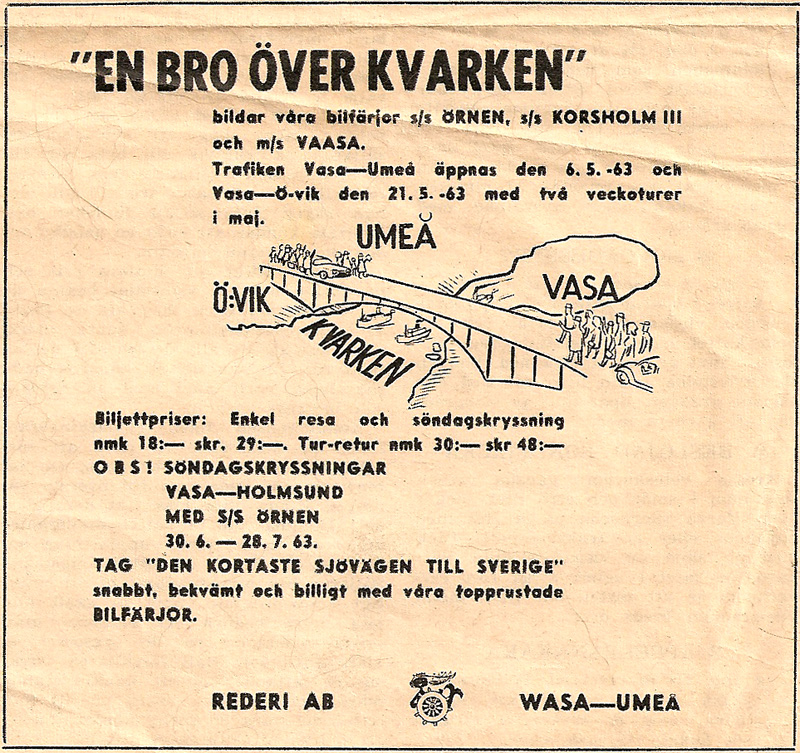 "EN BRO ÖVER KVARKEN"
bildar våra bilfärjor s/s ÖRNEN, s/s KORSHOLM III
och m/s VAASA.
Trafiken Vasa—Umeå äppnas den 6. 5. -63 och
Vasa—Ö-vik den 21. 5. -63 med två veckoturer
i maj.
UMEÅ
VASA
Ö:VIK
KVARKEN
Biljettpriser: Enkel resa och söndagskryssning
nmk 18:— skr. 29:—. Tur-retur nmk 30:— skr 48:—
OBS! SÖNDAGSKRYSSNINGAR
VASA—HOLMSUND
MED S/S ÖRNEN
30. 6. — 28. 7. 63.
TAG "DEN KORTASTE SJÖVÄGEN TILL SVERIGE"
snabbt, bekvämt och billigt med våra topprustade
BILFÄRJOR.
REDERI AB WASA—UMEÅ